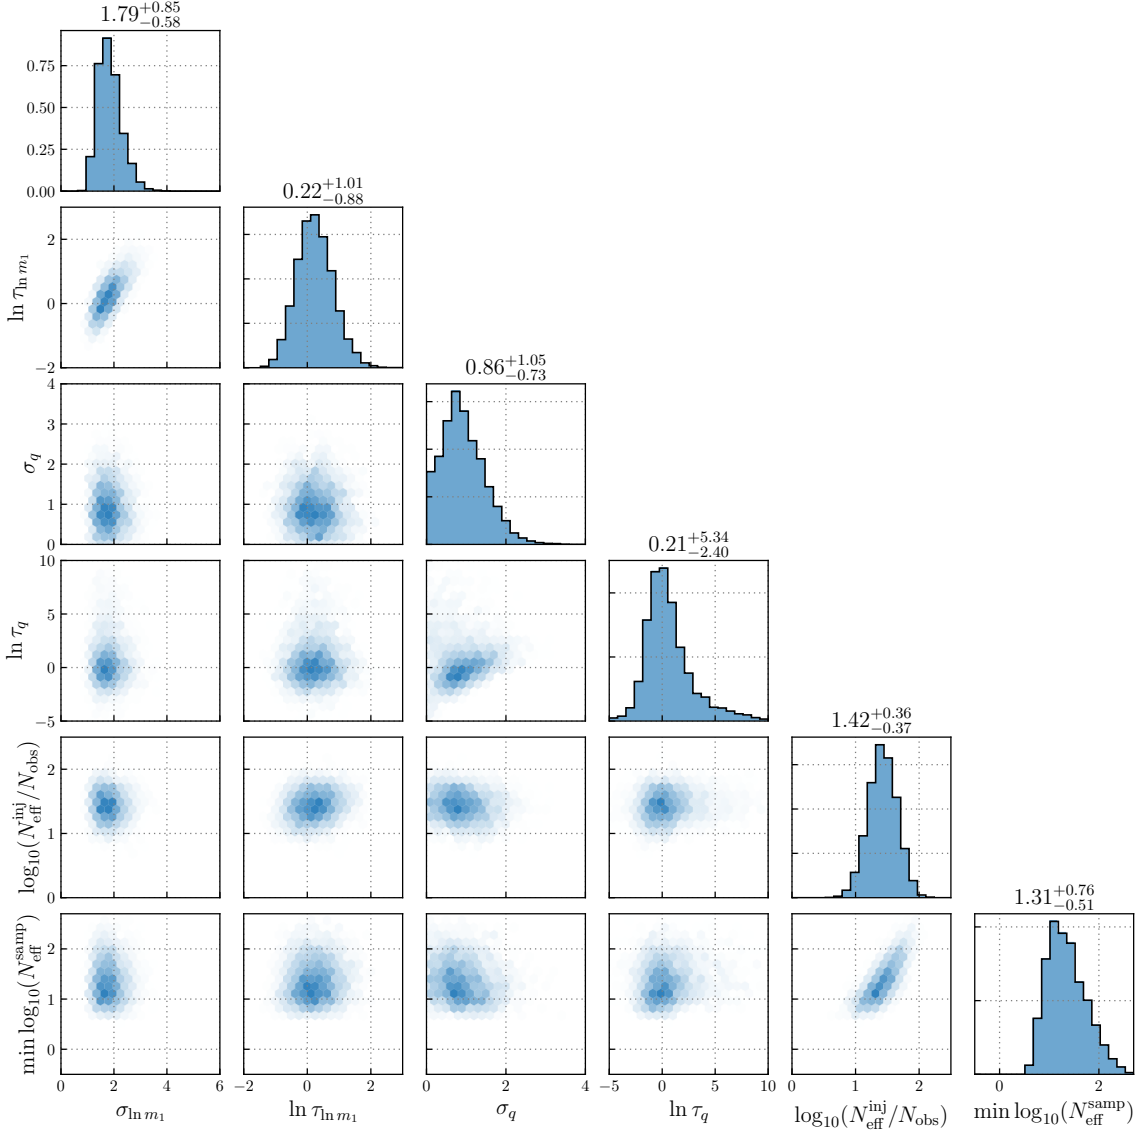 1.79^{+0.85}_{-0.58}
0.75
0.50
0.25
0.00
0.22^{+1.01}_{-0.88}
ln τ_{ln m_1}
2
0
−2
0.86^{+1.05}_{-0.73}
σ_q
4
3
2
1
0
0.21^{+5.34}_{-2.40}
ln τ_q
10
5
0
−5
1.42^{+0.36}_{-0.37}
log_{10}(N_{eff}^{inj}/N_{obs})
2
1
0
1.31^{+0.76}_{-0.51}
min log_{10}(N_{eff}^{samp})
2
1
0
0 2 4 6
−2 0 2
0 2 4
−5 0 5 10
0 1 2
0 2
σ_{ln m_1}
ln τ_{ln m_1}
σ_q
ln τ_q
log_{10}(N_{eff}^{inj}/N_{obs})
min log_{10}(N_{eff}^{samp})